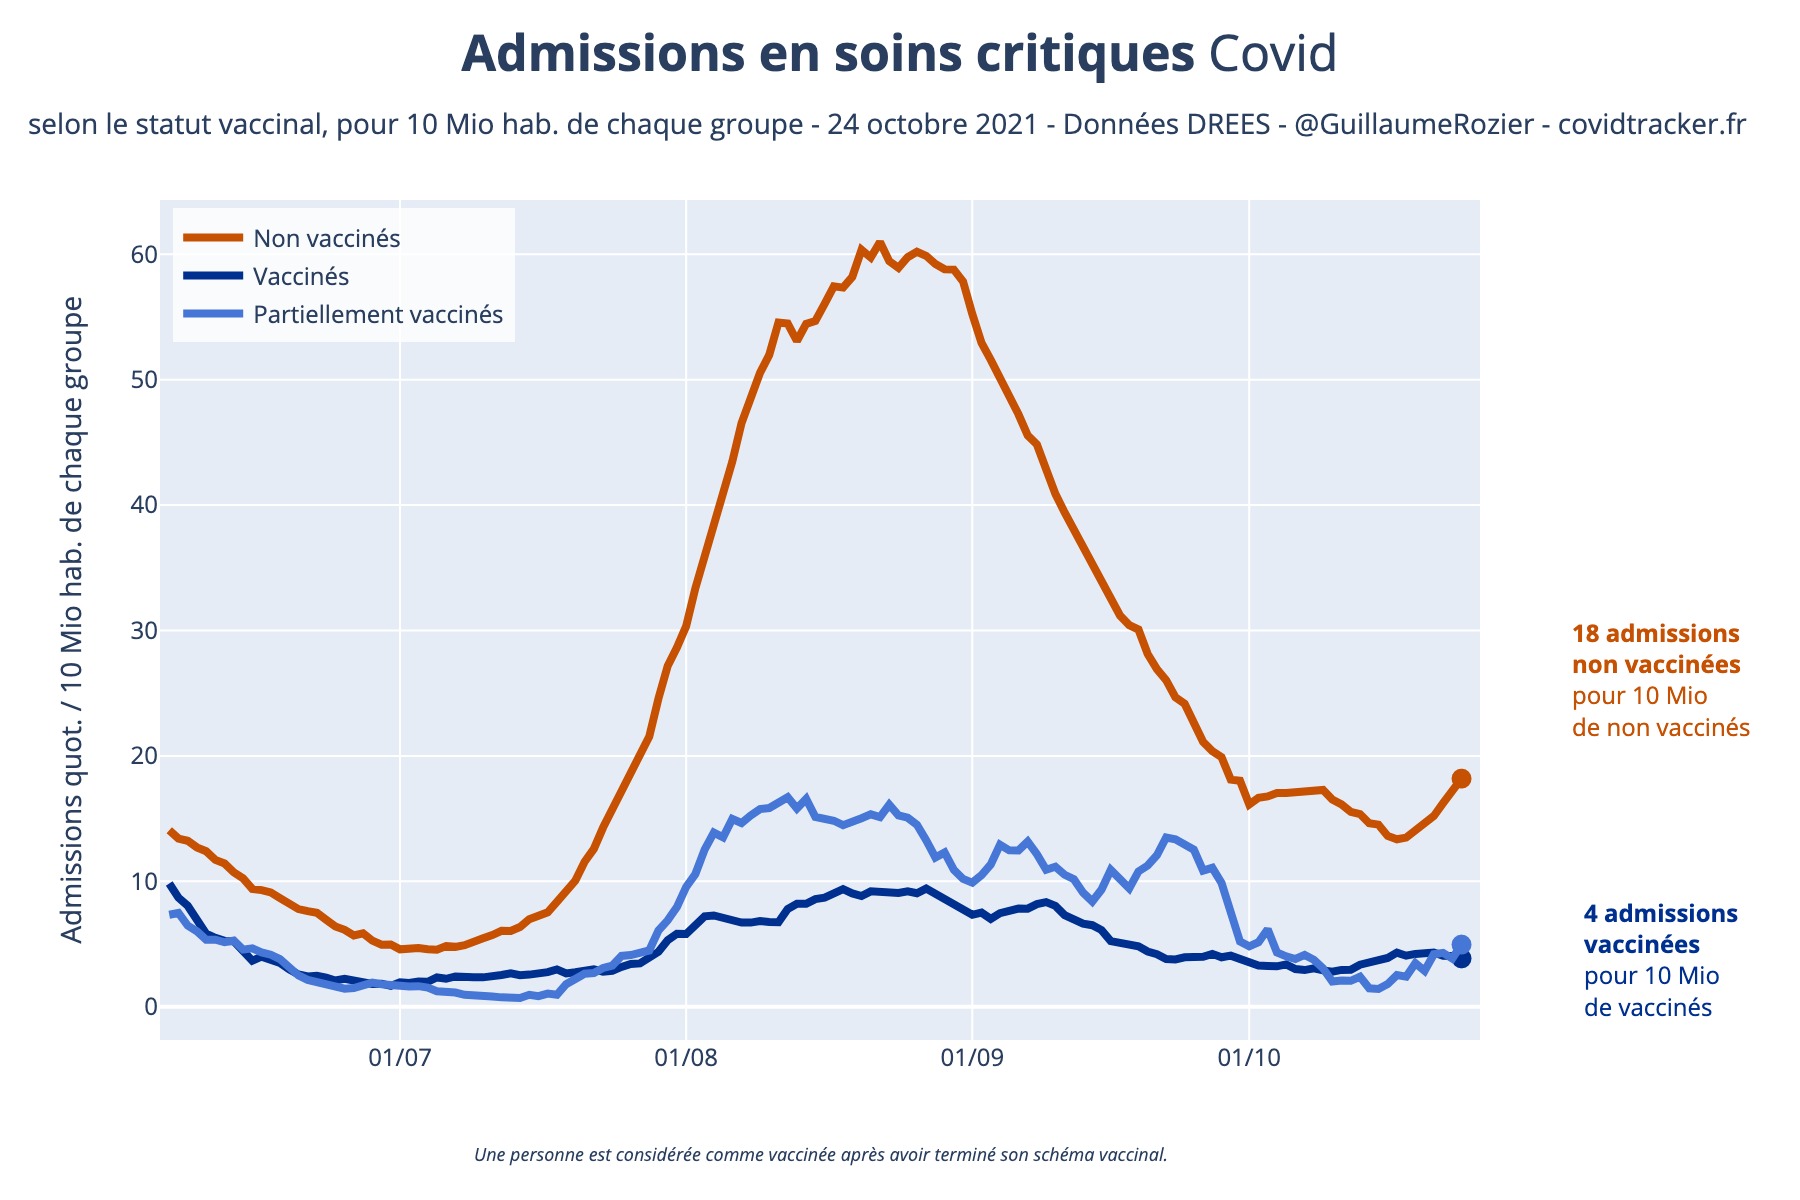 Admissions en soins critiques Covid
selon le statut vaccinal, pour 10 Mio hab. de chaque groupe - 24 octobre 2021 - Données DREES - @GuillaumeRozier - covidtracker.fr
Non vaccinés
Vaccinés
Partiellement vaccinés
Admissions quot. / 10 Mio hab. de chaque groupe
60
50
40
30
20
10
0
01/07
01/08
01/09
01/10
18 admissions
non vaccinées
pour 10 Mio
de non vaccinés
4 admissions
vaccinées
pour 10 Mio
de vaccinés
Une personne est considérée comme vaccinée après avoir terminé son schéma vaccinal.